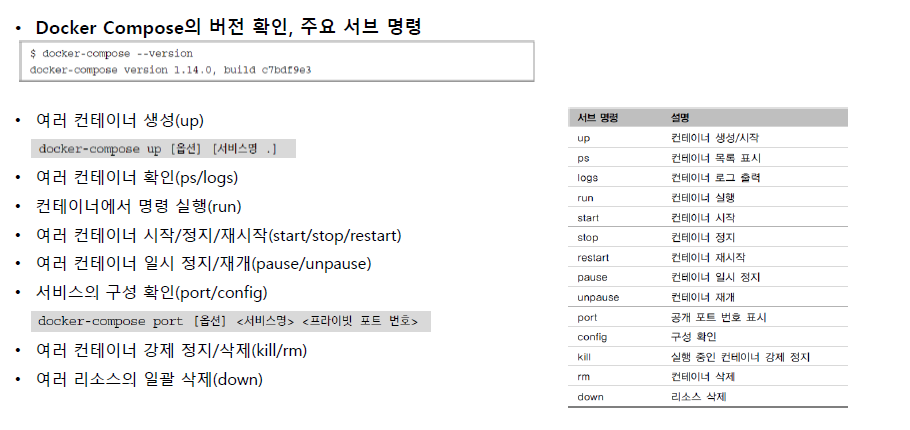 • Docker Compose의 버전 확인, 주요 서브 명령
$ docker-compose --version
docker-compose version 1.14.0, build c7bdf9e3
• 여러 컨테이너 생성(up)
docker-compose up [옵션] [서비스명 .]
• 여러 컨테이너 확인(ps/logs)
• 컨테이너에서 명령 실행(run)
• 여러 컨테이너 시작/정지/재시작(start/stop/restart)
• 여러 컨테이너 일시 정지/재개(pause/unpause)
• 서비스의 구성 확인(port/config)
docker-compose port [옵션] <서비스명> <프라이빗 포트 번호>
• 여러 컨테이너 강제 정지/삭제(kill/rm)
• 여러 리소스의 일괄 삭제(down)
서브 명령 설명
up 컨테이너 생성/시작
ps 컨테이너 목록 표시
logs 컨테이너 로그 출력
run 컨테이너 실행
start 컨테이너 시작
stop 컨테이너 정지
restart 컨테이너 재시작
pause 컨테이너 일시 정지
unpause 컨테이너 재개
port 공개 포트 번호 표시
config 구성 확인
kill 실행 중인 컨테이너 강제 정지
rm 컨테이너 삭제
down 리소스 삭제